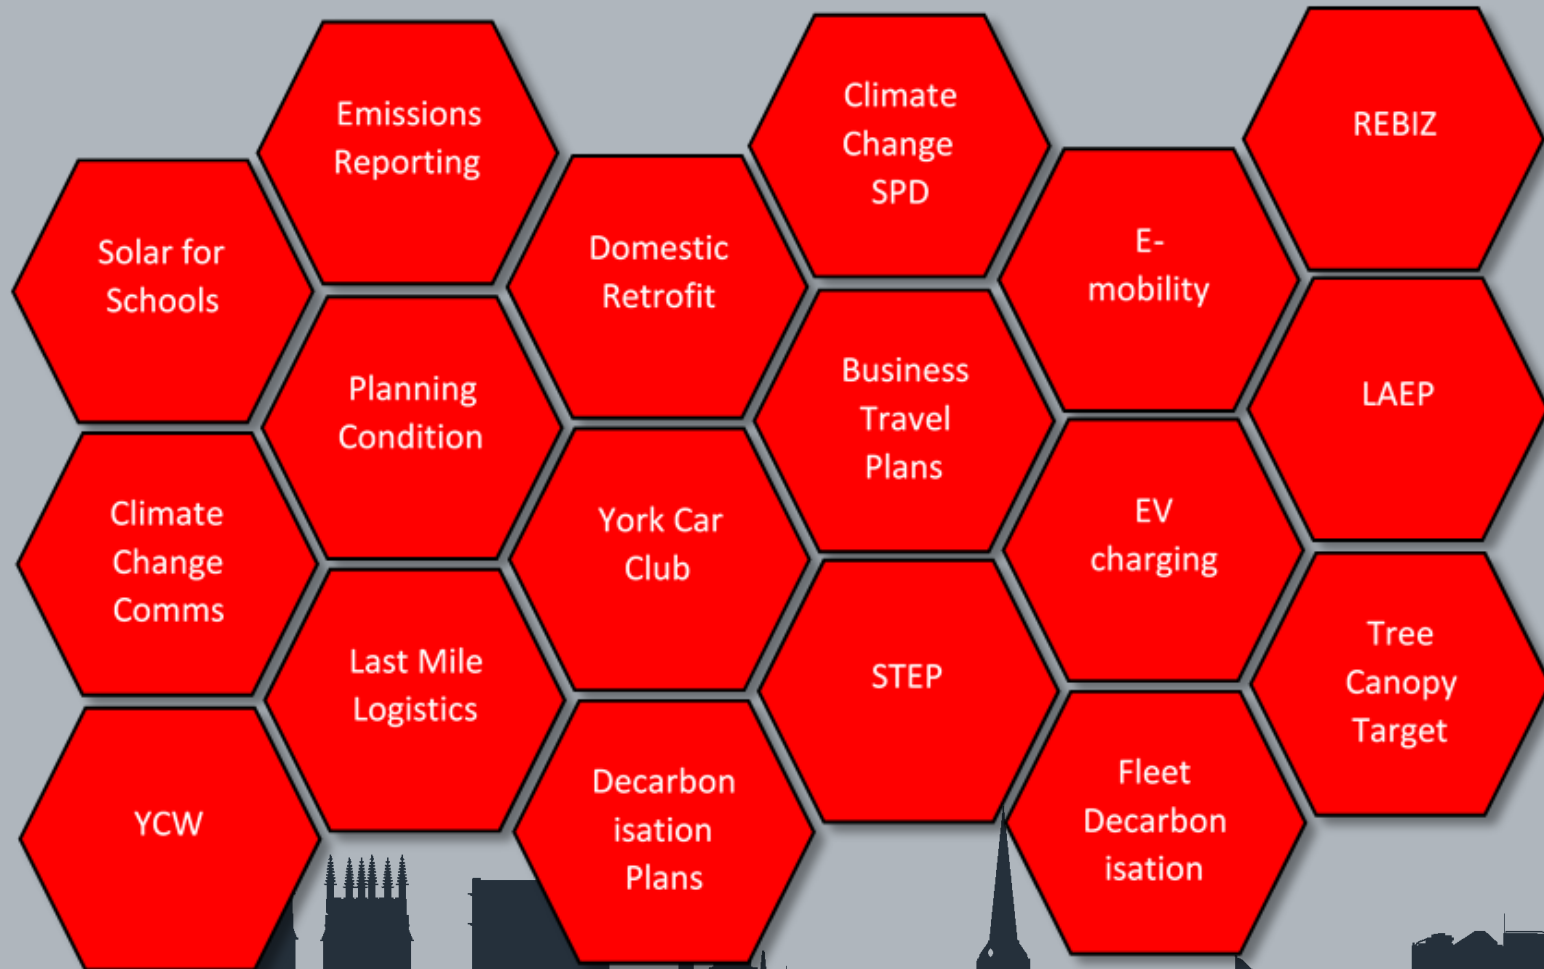 Solar for
Schools
Climate
Change
Comms
YCW
Emissions
Reporting
Planning
Condition
Last Mile
Logistics
Domestic
Retrofit
York Car
Club
Decarbon
isation
Plans
Climate
Change
SPD
Business
Travel
Plans
STEP
E-
mobility
EV
charging
Fleet
Decarbon
isation
REBIZ
LAEP
Tree
Canopy
Target